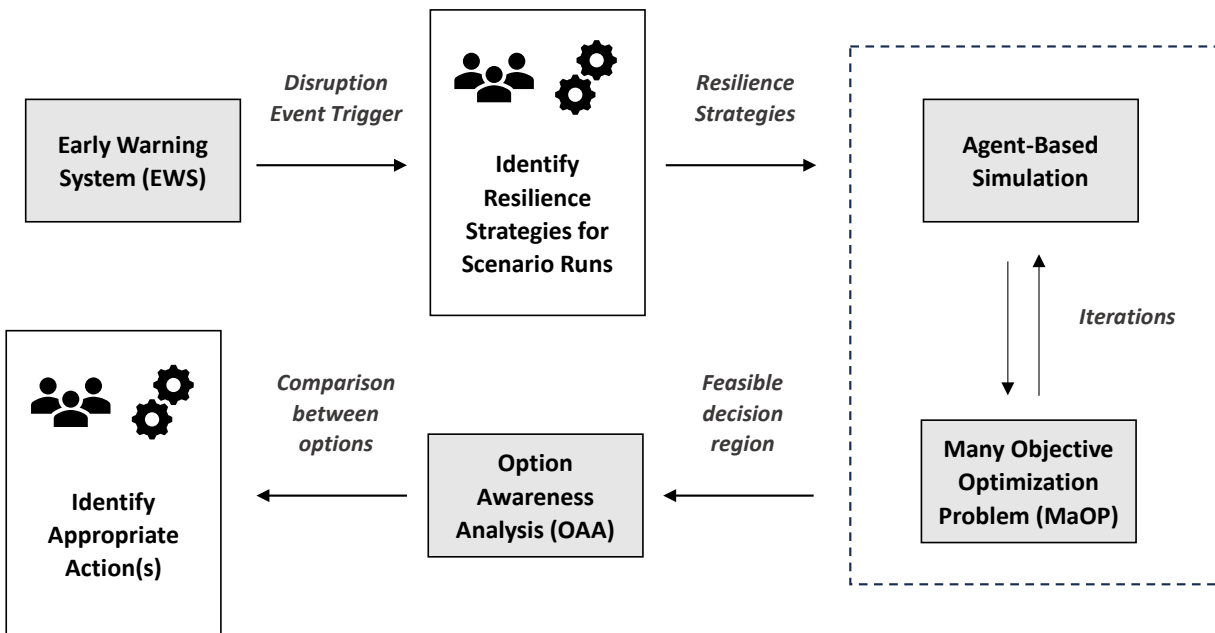 Early Warning
System (EWS)
Disruption
Event Trigger
Identify
Resilience
Strategies for
Scenario Runs
Resilience
Strategies
Agent-Based
Simulation
Iterations
Many Objective
Optimization
Problem (MaOP)
Feasible
decision
region
Option
Awareness
Analysis (OAA)
Comparison
between
options
Identify
Appropriate
Action(s)